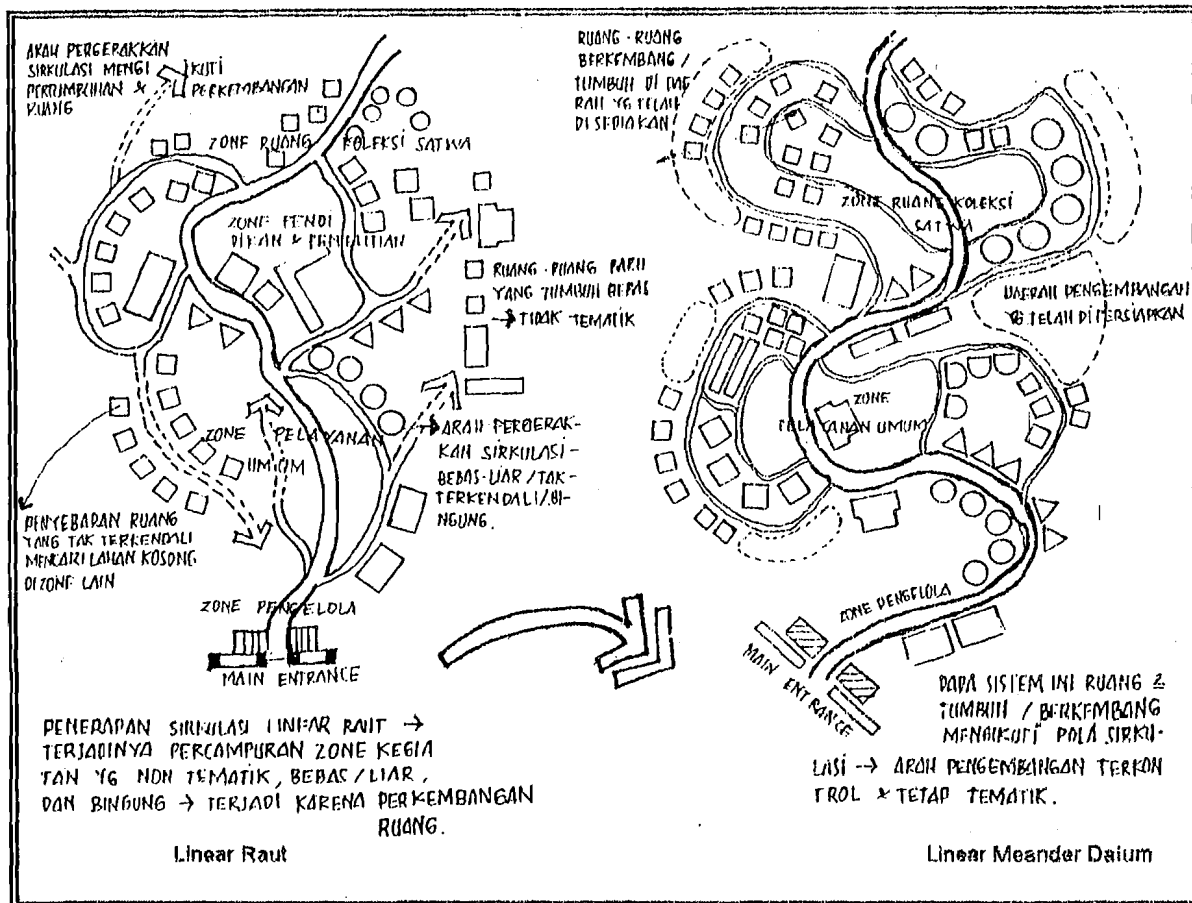 ARAH PERGERAKKAN
SIRKULASI MENGIKUTI
PERTUMBUHAN & PERKEMBANGAN
RUANG
ZONE RUANG KOLEKSI SATWA
ZONE PENDI
DIKAN & PENELITIAN
RUANG-RUANG BARU
YANG TUMBUH BEBAS
→ TIDAK TEMATIK
ZONE PELAYANAN
UMUM
→ ARAH PERGERAK-
KAN SIRKULASI-
BEBAS-LIAR/TAK-
TERKENDALI/BI-
NGUNG.
PENYEBARAN RUANG
YANG TAK TERKENDALI
MENCARI LAHAN KOSONG
DI ZONE LAIN
ZONE PENGELOLA
MAIN ENTRANCE
PENERAPAN SIRKULASI LINEAR RAUT →
TERJADINYA PERCAMPURAN ZONE KEGIA
TAN YG NON TEMATIK, BEBAS/LIAR,
DAN BINGUNG → TERJADI KARENA PERKEMBANGAN
RUANG.
Linear Raut
RUANG-RUANG
BERKEMBANG /
TUMBUH DI DAE
RAH YG TELAH
DI SEDIAKAN
ZONE RUANG KOLEKSI
SATWA
DAERAH PENGEMBANGAN
YG TELAH DI PERSIAPKAN
ZONE
PELAYANAN UMUM
ZONE PENGELOLA
MAIN ENTRANCE
PADA SISTEM INI RUANG 2
TUMBUH / BERKEMBANG
MENGIKUTI POLA SIRKU-
LASI → ARAH PENGEMBANGAN TERKON
TROL & TETAP TEMATIK.
Linear Meander Daium